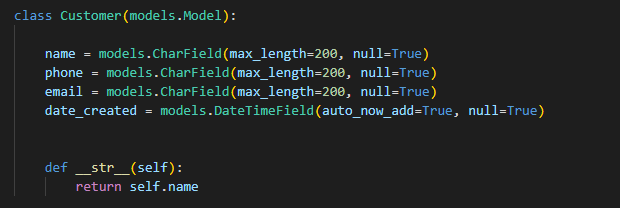 class Customer(models.Model):
name = models.CharField(max_length=200, null=True)
phone = models.CharField(max_length=200, null=True)
email = models.CharField(max_length=200, null=True)
date_created = models.DateTimeField(auto_now_add=True, null=True)
def __str__(self):
return self.name